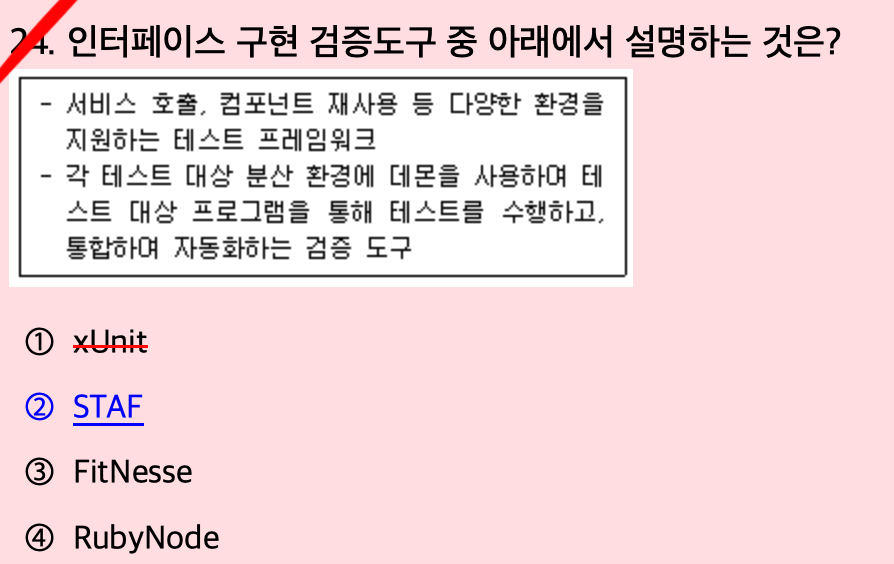 24. 인터페이스 구현 검증도구 중 아래에서 설명하는 것은?
- 서비스 호출, 컴포넌트 재사용 등 다양한 환경을
지원하는 테스트 프레임워크
- 각 테스트 대상 분산 환경에 데몬을 사용하여 테
스트 대상 프로그램을 통해 테스트를 수행하고,
통합하여 자동화하는 검증 도구
① xUnit
② STAF
③ FitNesse
④ RubyNode